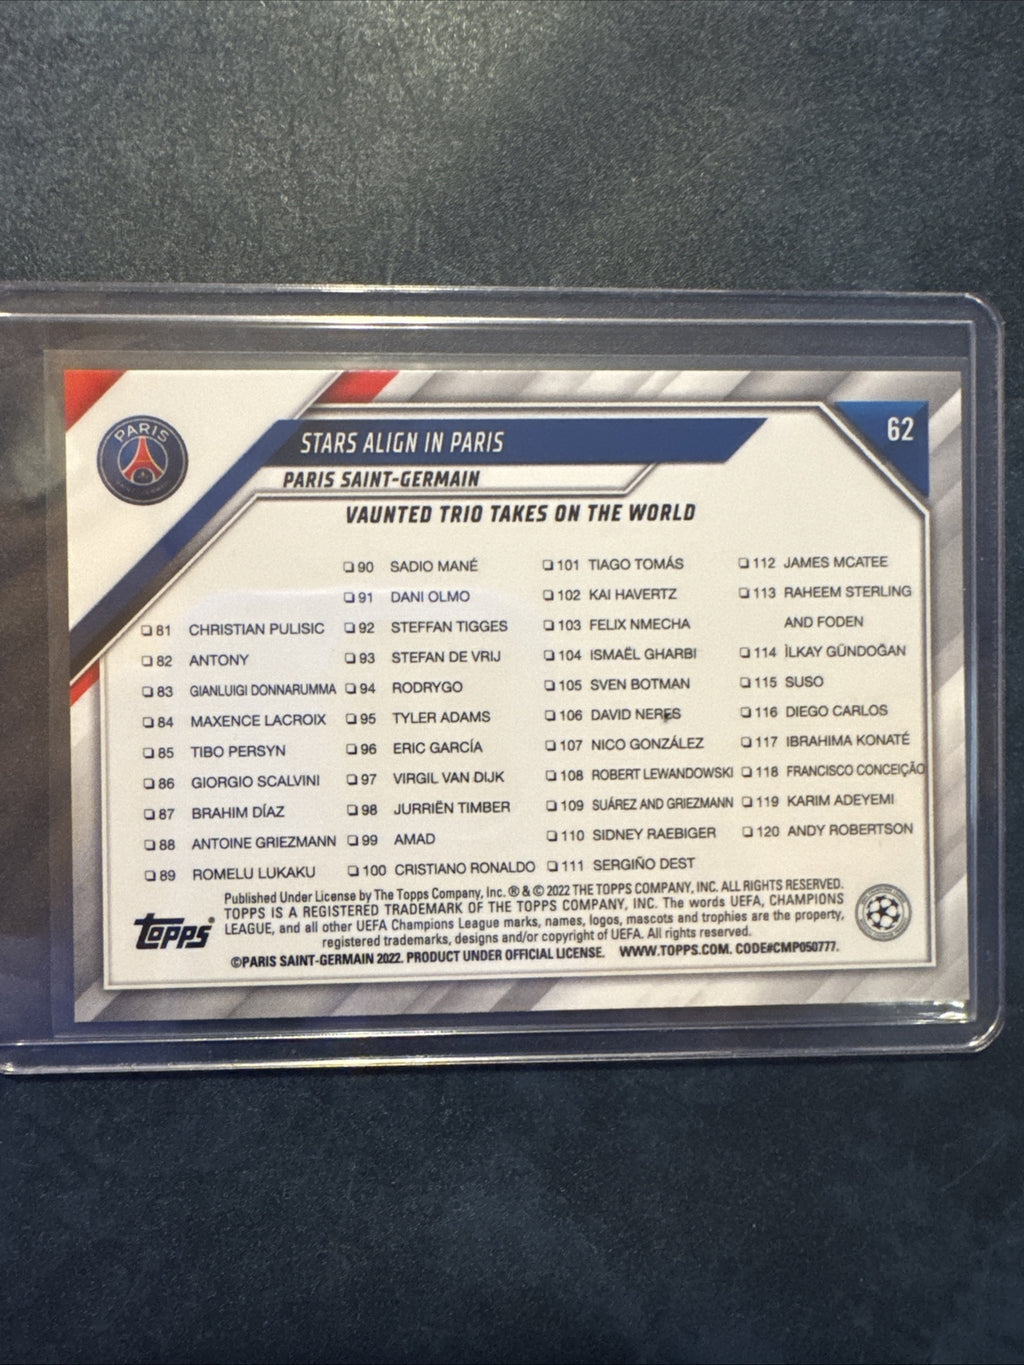 PARIS
SAINT-GERMAIN
STARS ALIGN IN PARIS
62
PARIS SAINT-GERMAIN
VAUNTED TRIO TAKES ON THE WORLD
81 CHRISTIAN PULISIC
82 ANTONY
83 GIANLUIGI DONNARUMMA
84 MAXENCE LACROIX
85 TIBO PERSYN
86 GIORGIO SCALVINI
87 BRAHIM DÍAZ
88 ANTOINE GRIEZMANN
89 ROMELU LUKAKU
90 SADIO MANÉ
91 DANI OLMO
92 STEFFAN TIGGES
93 STEFAN DE VRIJ
94 RODRYGO
95 TYLER ADAMS
96 ERIC GARCÍA
97 VIRGIL VAN DIJK
98 JURRIËN TIMBER
99 AMAD
100 CRISTIANO RONALDO
101 TIAGO TOMÁS
102 KAI HAVERTZ
103 FELIX NMECHA
104 ISMAËL GHARBI
105 SVEN BOTMAN
106 DAVID NERES
107 NICO GONZÁLEZ
108 ROBERT LEWANDOWSKI
109 SUÁREZ AND GRIEZMANN
110 SIDNEY RAEBIGER
111 SERGIÑO DEST
112 JAMES MCATEE
113 RAHEEM STERLING
AND FODEN
114 İLKAY GÜNDOĞAN
115 SUSO
116 DIEGO CARLOS
117 IBRAHIMA KONATÉ
118 FRANCISCO CONCEIÇÃO
119 KARIM ADEYEMI
120 ANDY ROBERTSON
topps
Published Under License by The Topps Company, Inc. ® & © 2022 THE TOPPS COMPANY, INC. ALL RIGHTS RESERVED.
TOPPS IS A REGISTERED TRADEMARK OF THE TOPPS COMPANY, INC. The words UEFA, CHAMPIONS
LEAGUE, and all other UEFA Champions League marks, names, logos, mascots and trophies are the property,
registered trademarks, designs and/or copyright of UEFA. All rights reserved.
©PARIS SAINT-GERMAIN 2022. PRODUCT UNDER OFFICIAL LICENSE. WWW.TOPPS.COM. CODE#CMP050777.